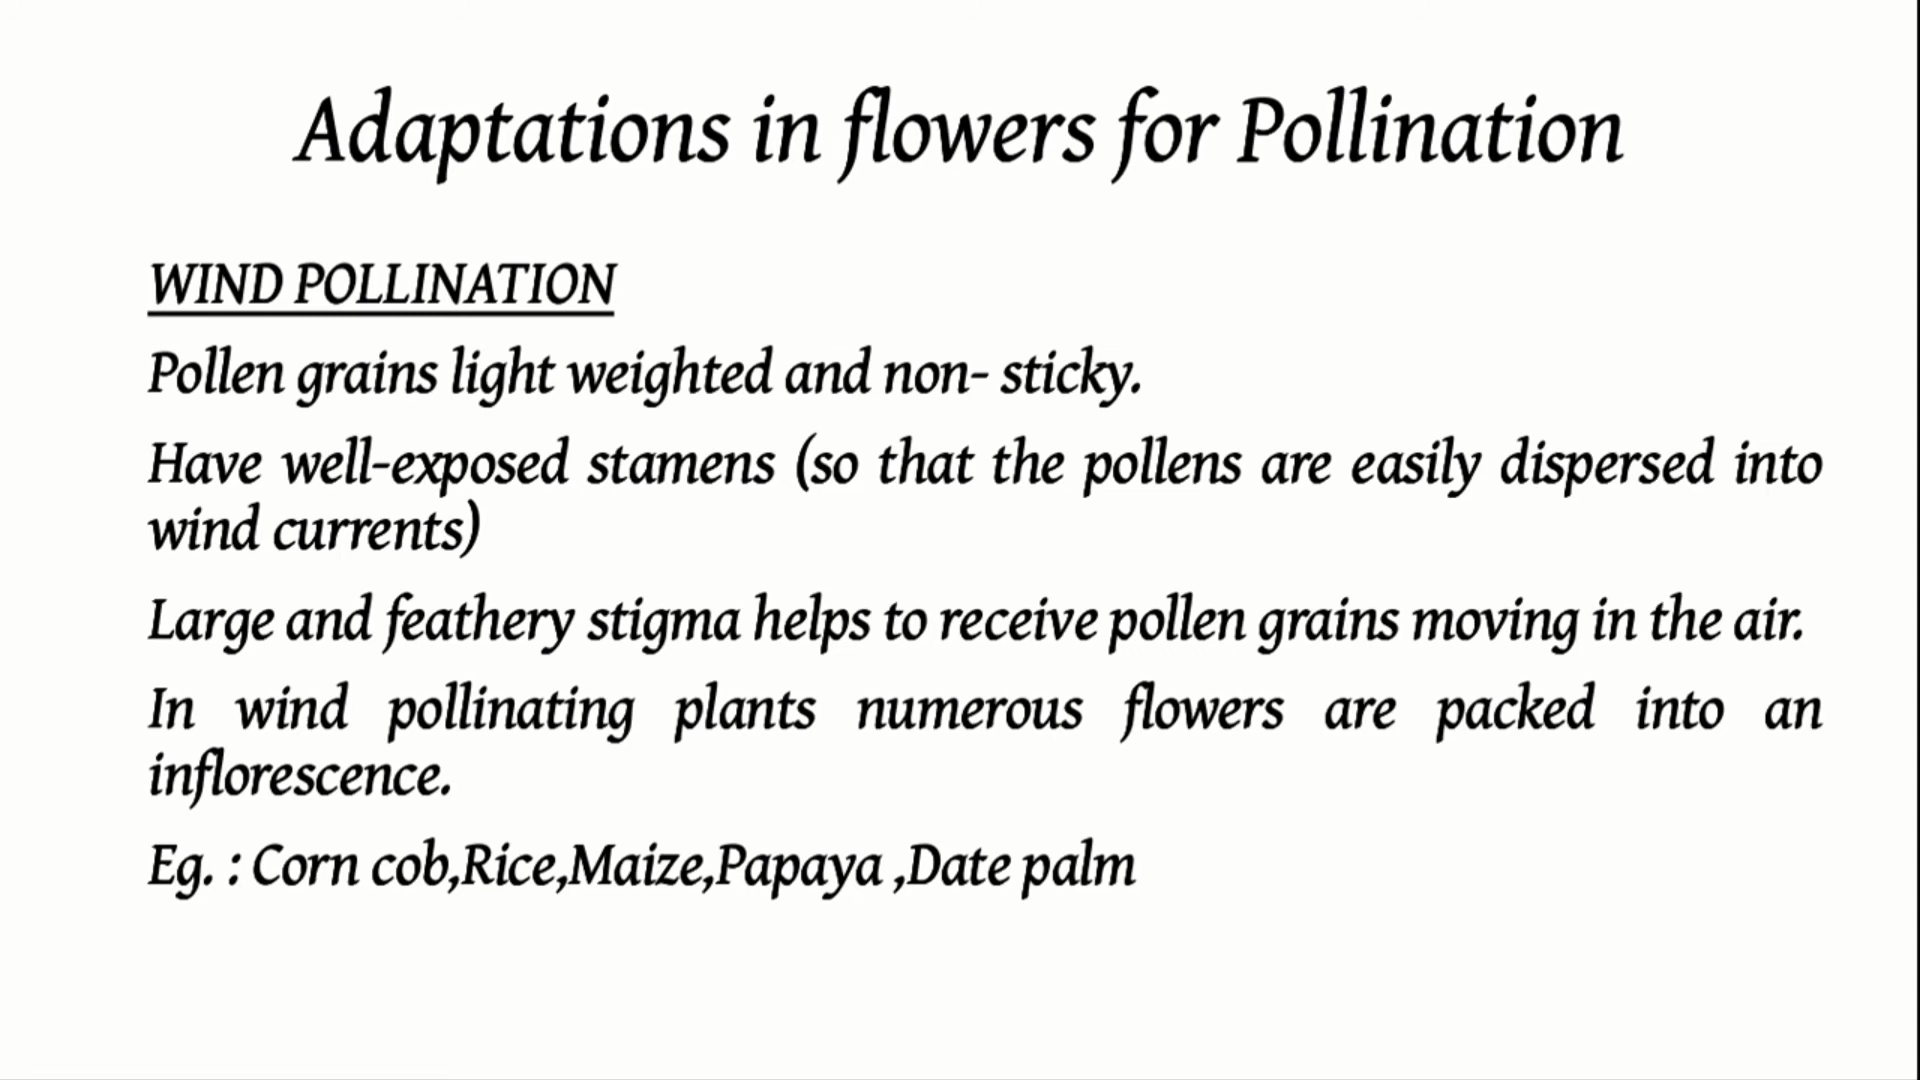 Adaptations in flowers for Pollination
WIND POLLINATION
Pollen grains light weighted and non- sticky.
Have well-exposed stamens (so that the pollens are easily dispersed into
wind currents)
Large and feathery stigma helps to receive pollen grains moving in the air.
In wind pollinating plants numerous flowers are packed into an
inflorescence.
Eg. : Corn cob,Rice,Maize,Papaya ,Date palm